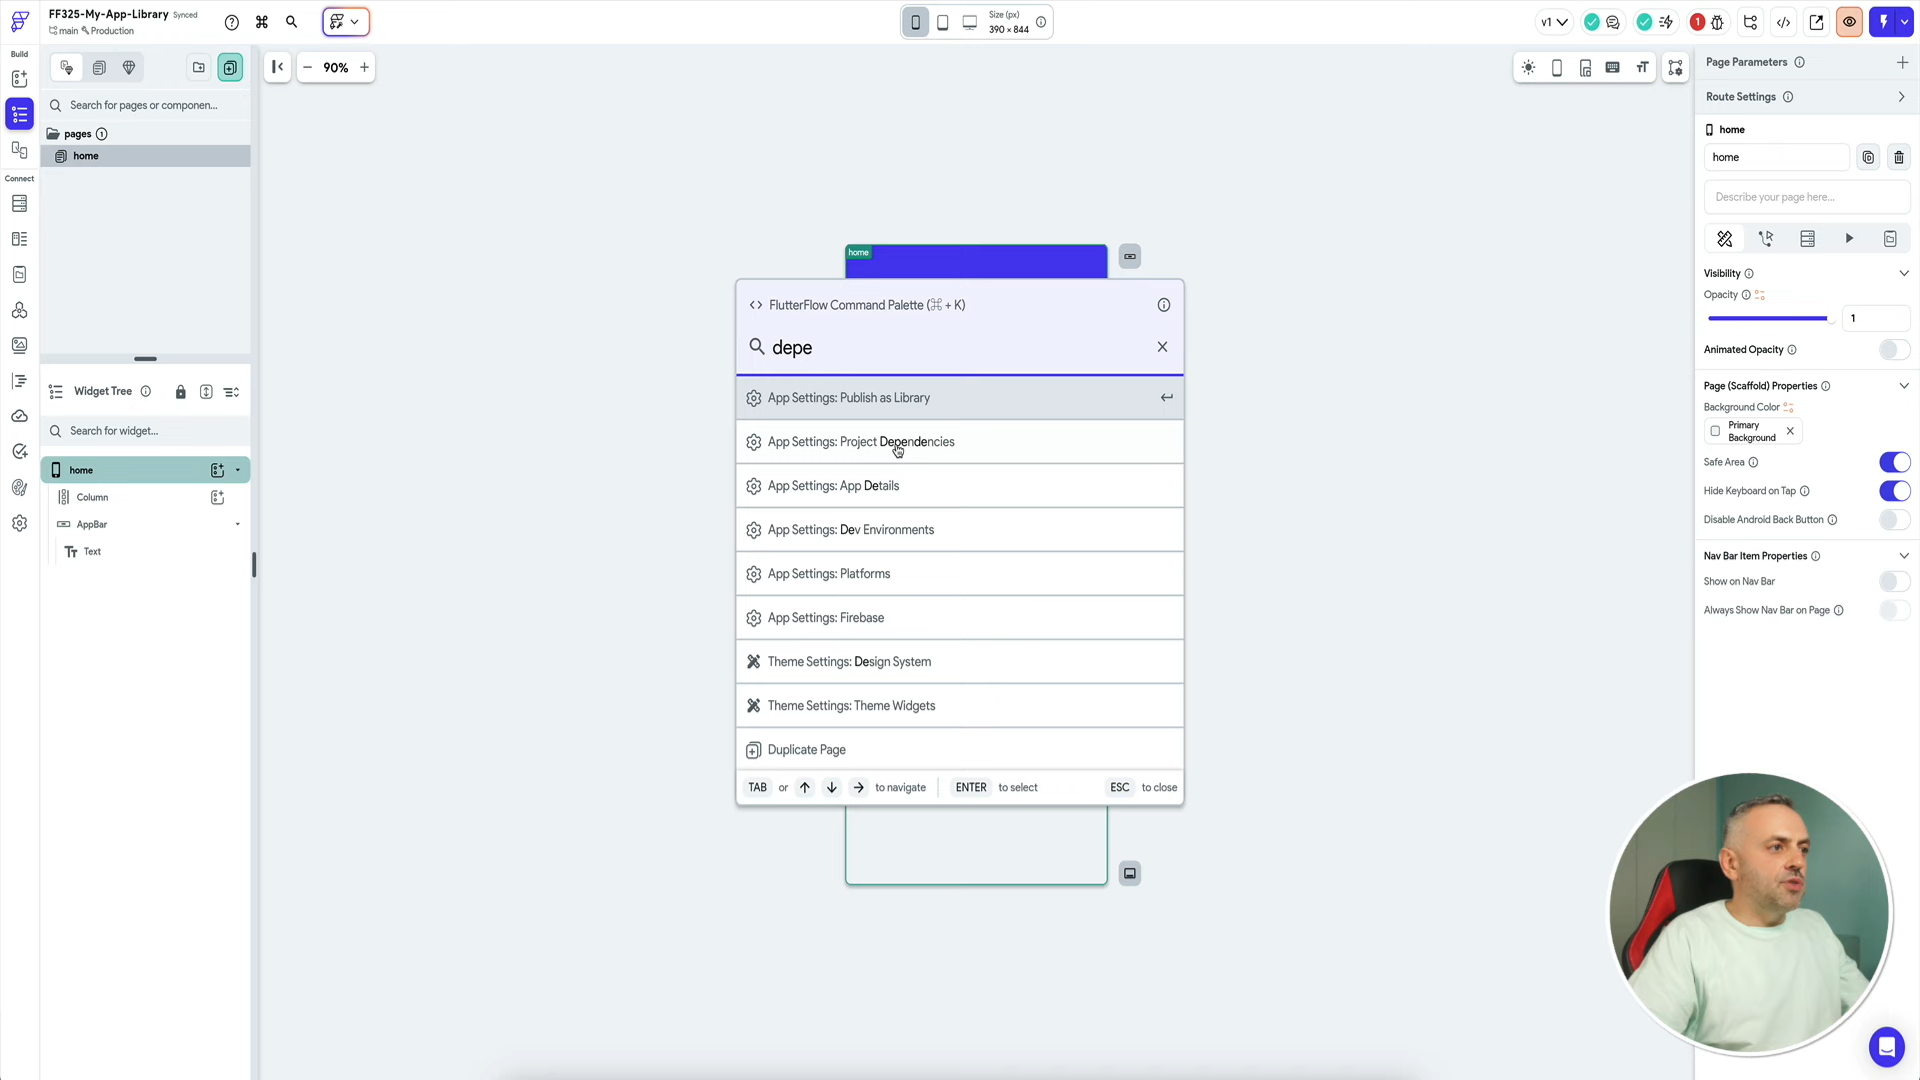 FF325-My-App-Library Synced
main Production
Size (px)
390 × 844
v1
1
Build
Connect
90%
Search for pages or componen...
pages
home
Widget Tree
Search for widget...
home
Column
AppBar
Text
home
FlutterFlow Command Palette (⌘ + K)
depe
App Settings: Publish as Library
App Settings: Project Dependencies
App Settings: App Details
App Settings: Dev Environments
App Settings: Platforms
App Settings: Firebase
Theme Settings: Design System
Theme Settings: Theme Widgets
Duplicate Page
TAB or ↑ ↓ → to navigate ENTER to select ESC to close
Page Parameters
Route Settings
home
home
Describe your page here...
Visibility
Opacity
1
Animated Opacity
Page (Scaffold) Properties
Background Color
Primary
Background
Safe Area
Hide Keyboard on Tap
Disable Android Back Button
Nav Bar Item Properties
Show on Nav Bar
Always Show Nav Bar on Page